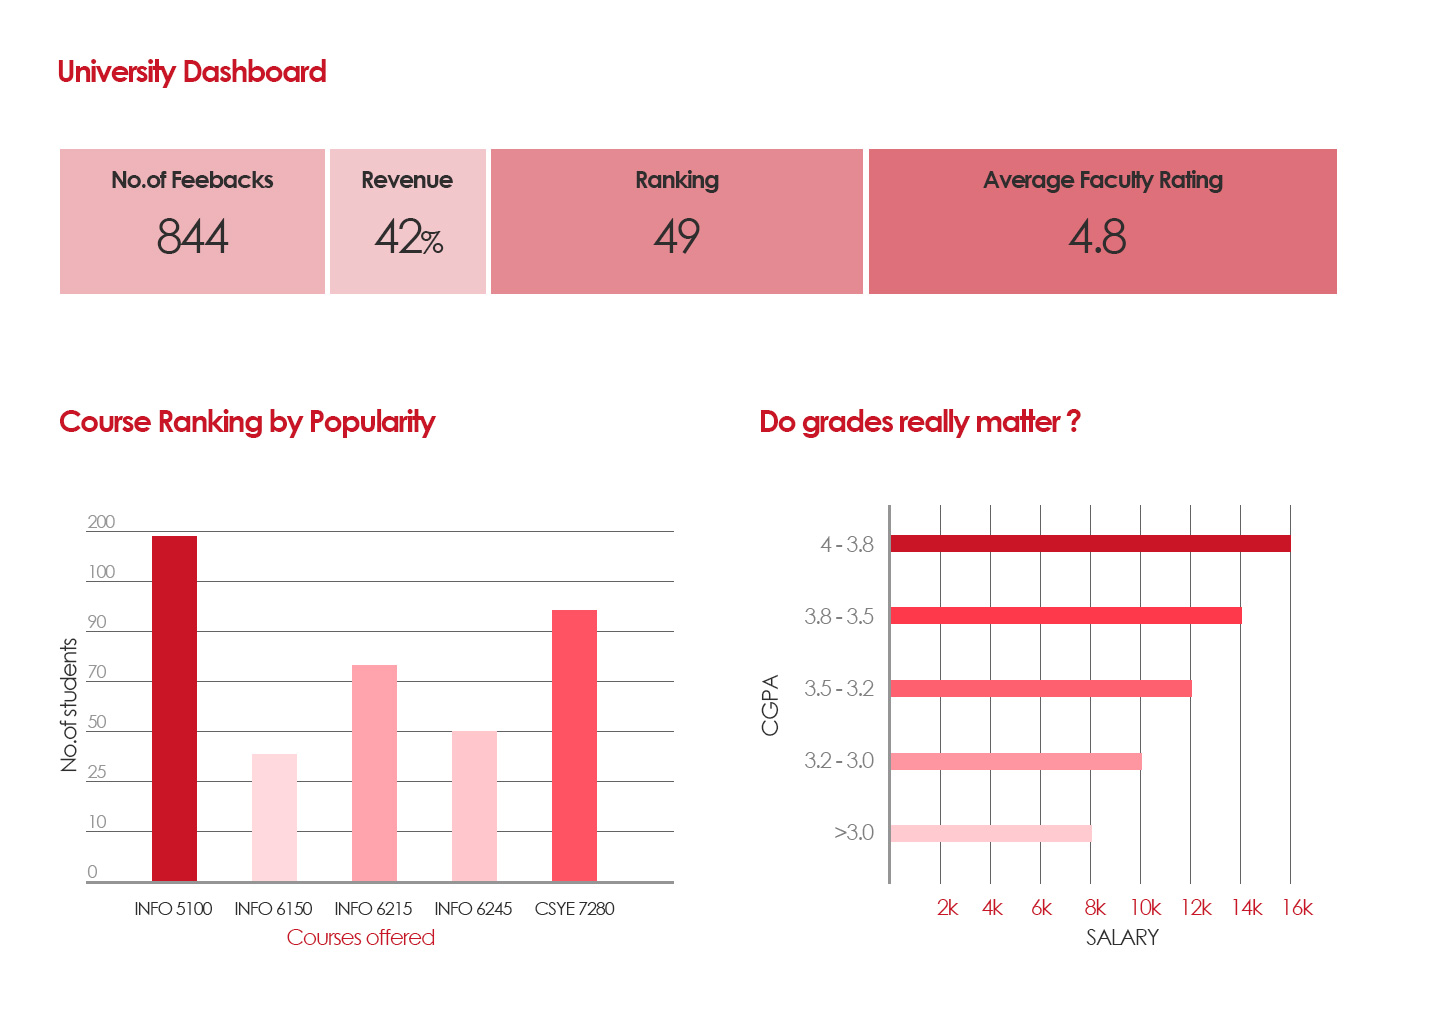 University Dashboard
No.of Feebacks
844
Revenue
42%
Ranking
49
Average Faculty Rating
4.8
Course Ranking by Popularity
No.of students
200
100
90
70
50
25
10
0
INFO 5100 INFO 6150 INFO 6215 INFO 6245 CSYE 7280
Courses offered
Do grades really matter ?
CGPA
4 - 3.8
3.8 - 3.5
3.5 - 3.2
3.2 - 3.0
>3.0
2k 4k 6k 8k 10k 12k 14k 16k
SALARY